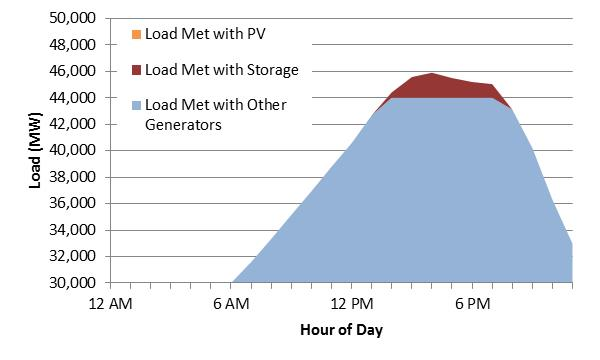 50,000
48,000
46,000
44,000
42,000
40,000
38,000
36,000
34,000
32,000
30,000
Load (MW)
Load Met with PV
Load Met with Storage
Load Met with Other
Generators
12 AM 6 AM 12 PM 6 PM
Hour of Day